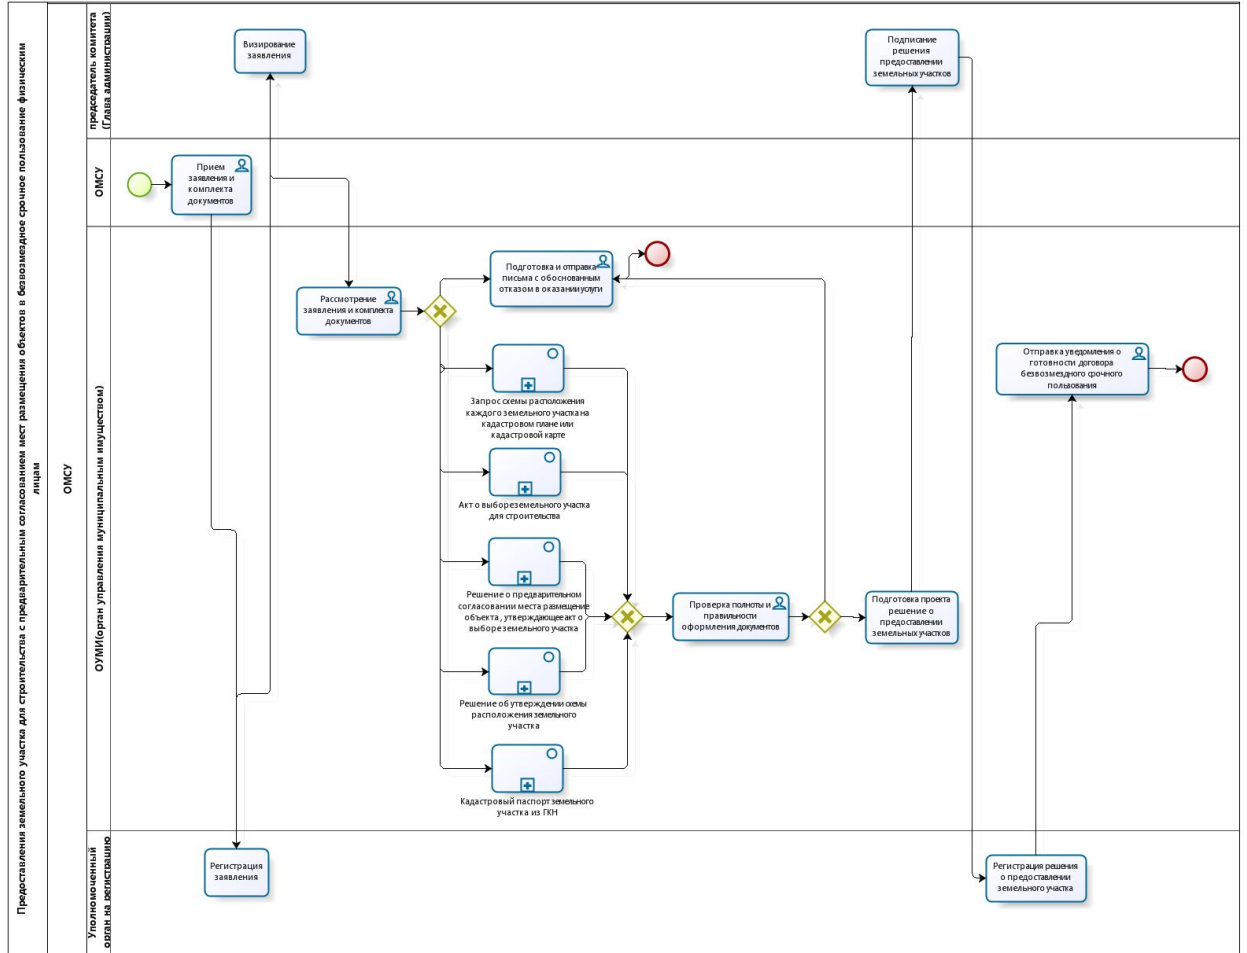 Предоставления земельного участка для строительства с предварительным согласованием мест размещения объектов в безвозмездное срочное пользование физическим
лицам
ОМСУ
председатель комитета
(Глава администрации)
Визирование
заявления
Подписание
решения
предоставлении
земельных участков
ОМСУ
Прием
заявления и
комплекта
документов
ОУМИ(орган управления муниципальным имуществом)
Рассмотрение
заявления и комплекта
документов
Подготовка и отправка
письма с обоснованным
отказом в оказании услуги
Запрос схемы расположения
каждого земельного участка на
кадастровом плане или
кадастровой карте
Акт о выборе земельного участка
для строительства
Решение о предварительном
согласовании места размещение
объекта , утверждающее акт о
выборе земельного участка
Решение об утверждении схемы
расположения земельного
участка
Кадастровый паспорт земельного
участка из ГКН
Проверка полноты и
правильности
оформления документов
Подготовка проекта
решение о
предоставлении
земельных участков
Отправка уведомления о
готовности договора
безвозмездного срочного
пользования
Уполномоченный
орган на регистрацию
Регистрация
заявления
Регистрация решения
о предоставлении
земельного участка